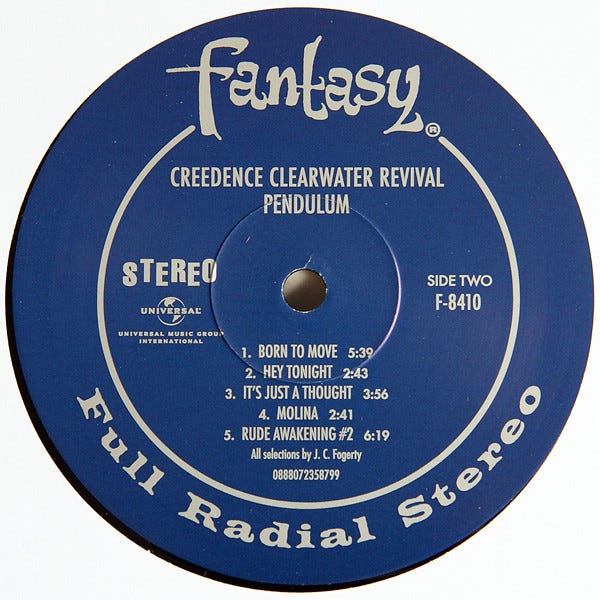 fantasy®
CREEDENCE CLEARWATER REVIVAL
PENDULUM
STEREO
UNIVERSAL
UNIVERSAL MUSIC GROUP
INTERNATIONAL
SIDE TWO
F-8410
1. BORN TO MOVE 5:39
2. HEY TONIGHT 2:43
3. IT'S JUST A THOUGHT 3:56
4. MOLINA 2:41
5. RUDE AWAKENING #2 6:19
All selections by J. C. Fogerty
0888072358799
Full Radial Stereo